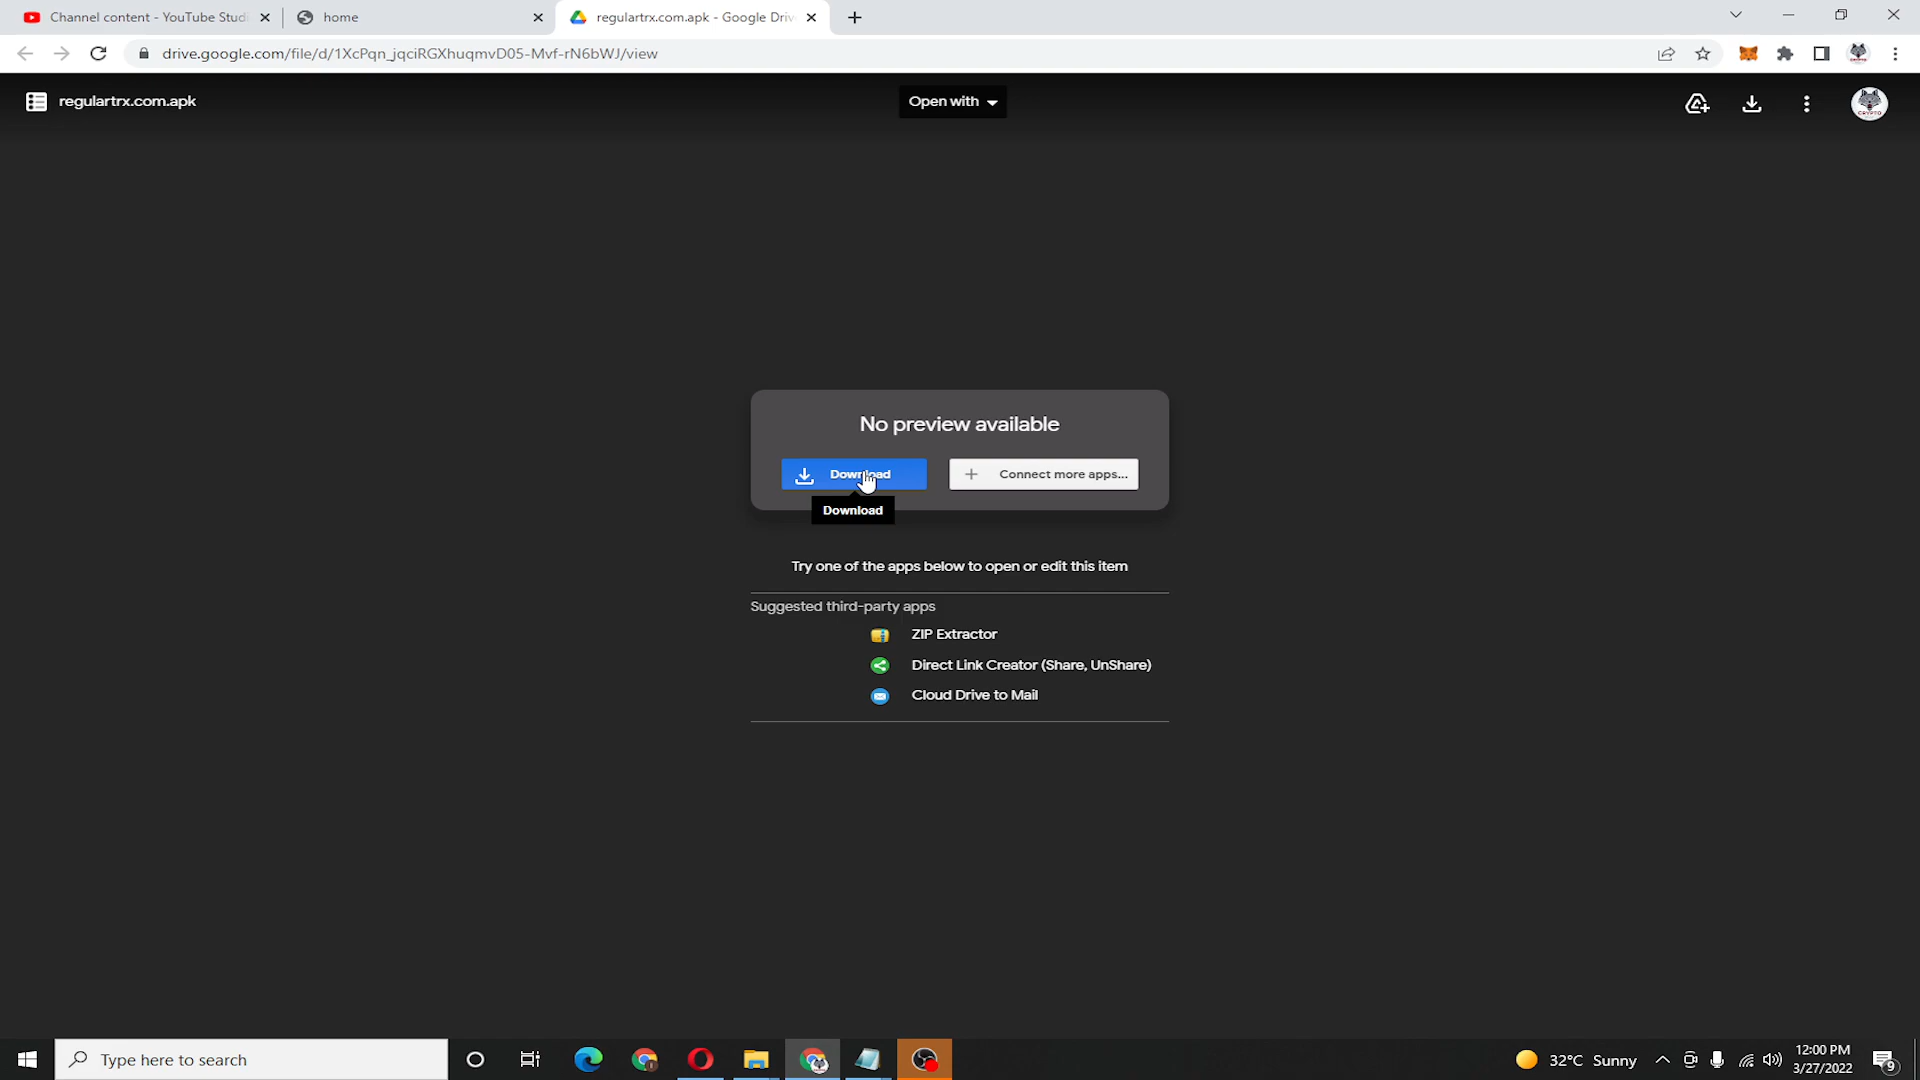 Channel content - YouTube Studi
home
regulartrx.com.apk - Google Driv
drive.google.com/file/d/1XcPqn_jqciRGXhuqmvD05-Mvf-rN6bWJ/view
regulartrx.com.apk
Open with
No preview available
Download
Connect more apps...
Download
Try one of the apps below to open or edit this item
Suggested third-party apps
ZIP Extractor
Direct Link Creator (Share, UnShare)
Cloud Drive to Mail
Type here to search
32°C Sunny
12:00 PM
3/27/2022
9